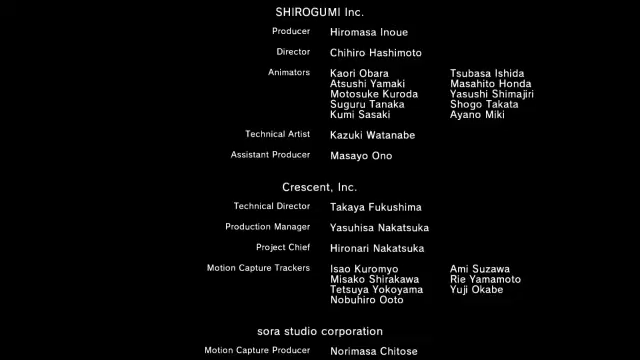 SHIROGUMI Inc.
Producer Hiromasa Inoue
Director Chihiro Hashimoto
Animators Kaori Obara Tsubasa Ishida
Atsushi Yamaki Masahito Honda
Motosuke Kuroda Yasushi Shimajiri
Suguru Tanaka Shogo Takata
Kumi Sasaki Ayano Miki
Technical Artist Kazuki Watanabe
Assistant Producer Masayo Ono
Crescent, Inc.
Technical Director Takaya Fukushima
Production Manager Yasuhisa Nakatsuka
Project Chief Hironari Nakatsuka
Motion Capture Trackers Isao Kuromyo Ami Suzawa
Misako Shirakawa Rie Yamamoto
Tetsuya Yokoyama Yuji Okabe
Nobuhiro Ooto
sora studio corporation
Motion Capture Producer Norimasa Chitose